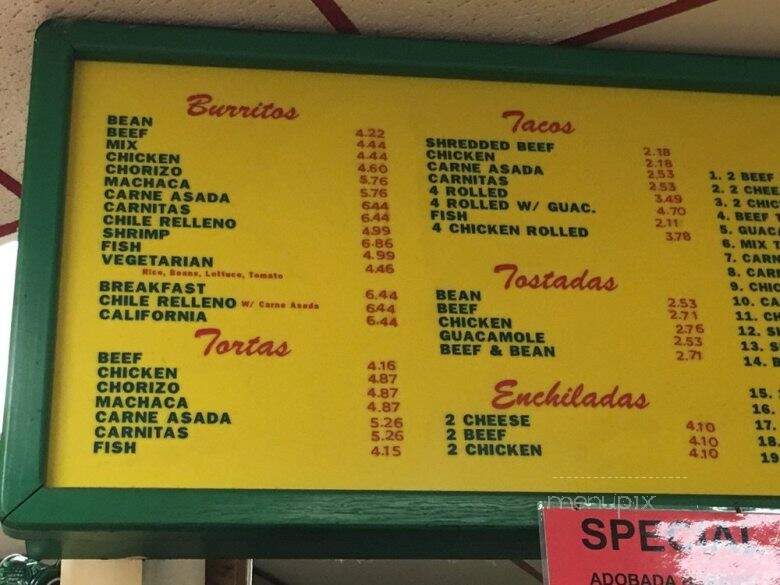 Burritos
BEAN 4.22
BEEF 4.44
MIX 4.44
CHICKEN 4.60
CHORIZO 5.76
MACHACA 5.76
CARNE ASADA 6.44
CARNITAS 6.44
CHILE RELLENO 4.99
SHRIMP 6.86
FISH 4.99
VEGETARIAN 4.46
Rice, Beans, Lettuce, Tomato
BREAKFAST 6.44
CHILE RELLENO W/ Carne Asada 6.44
CALIFORNIA 6.44
Tortas
BEEF 4.16
CHICKEN 4.87
CHORIZO 4.87
MACHACA 4.87
CARNE ASADA 5.26
CARNITAS 5.26
FISH 4.15
Tacos
SHREDDED BEEF 2.18
CHICKEN 2.18
CARNE ASADA 2.53
CARNITAS 2.53
4 ROLLED 3.49
4 ROLLED W/ GUAC. 4.70
FISH 2.11
4 CHICKEN ROLLED 3.78
Tostadas
BEAN 2.53
BEEF 2.71
CHICKEN 2.76
GUACAMOLE 2.53
BEEF & BEAN 2.71
Enchiladas
2 CHEESE 4.10
2 BEEF 4.10
2 CHICKEN 4.10
1. 2 BEEF
2. 2 CHEE
3. 2 CHIC
4. BEEF
5. GUACA
6. MIX
7. CARN
8. CAR
9. CHIC
10. CA
11. CH
12. S
13. S
14. B
15.
16.
17.
18.
19
menupix
SPECIAL
ADOBADA